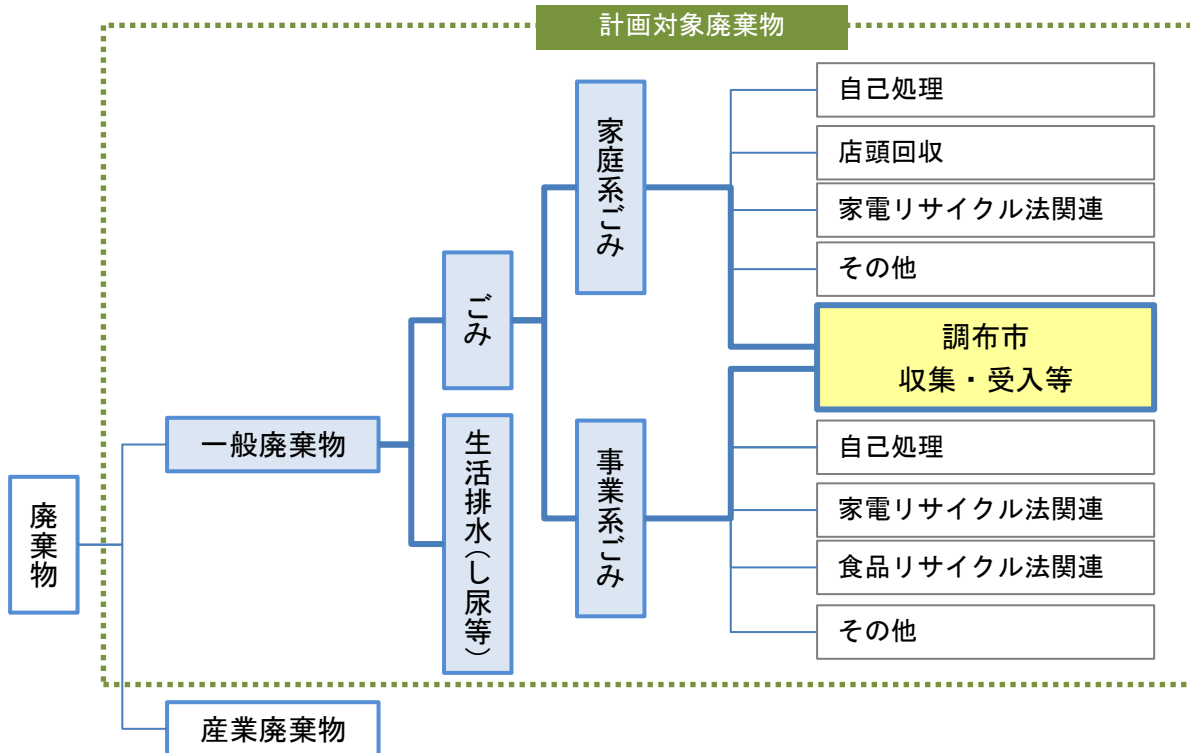 計画対象廃棄物
自己処理
店頭回収
家電リサイクル法関連
その他
調布市
収集・受入等
自己処理
家電リサイクル法関連
食品リサイクル法関連
その他
家庭系ごみ
事業系ごみ
ごみ
生活排水(し尿等)
一般廃棄物
廃棄物
産業廃棄物